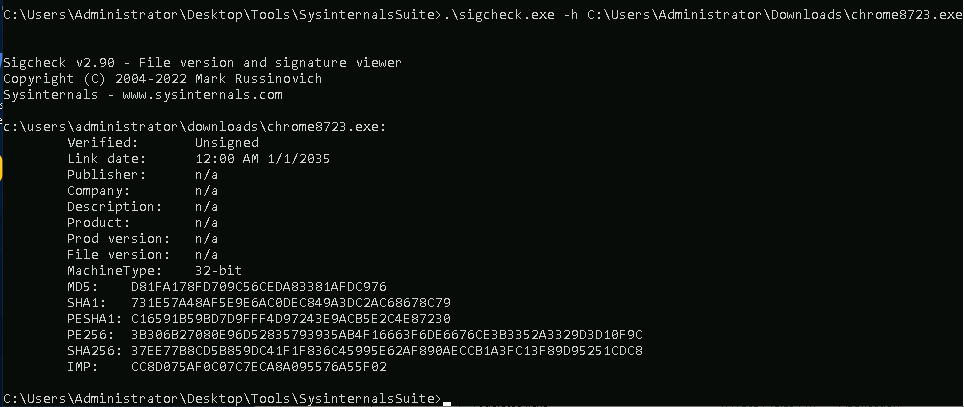 C:\Users\Administrator\Desktop\Tools\SysinternalsSuite>.\sigcheck.exe -h C:\Users\Administrator\Downloads\chrome8723.exe
Sigcheck v2.90 - File version and signature viewer
Copyright (C) 2004-2022 Mark Russinovich
Sysinternals - www.sysinternals.com
c:\users\administrator\downloads\chrome8723.exe:
Verified: Unsigned
Link date: 12:00 AM 1/1/2035
Publisher: n/a
Company: n/a
Description: n/a
Product: n/a
Prod version: n/a
File version: n/a
MachineType: 32-bit
MD5: D81FA178FD709C56CEDA83381AFDC976
SHA1: 731E57A48AF5E9E6AC0DEC849A3DC2AC68678C79
PESHA1: C16591B59BD7D9FFF4D97243E9ACB5E2C4E87230
PE256: 3B306B27080E96D52835793935AB4F16663F6DE6676CE3B3352A3329D3D10F9C
SHA256: 37EE77B8CD5B859DC41F1F836C45995E62AF890AECCB1A3FC13F89D95251CDC8
IMP: CC8D075AF0C07C7ECA8A095576A55F02
C:\Users\Administrator\Desktop\Tools\SysinternalsSuite>